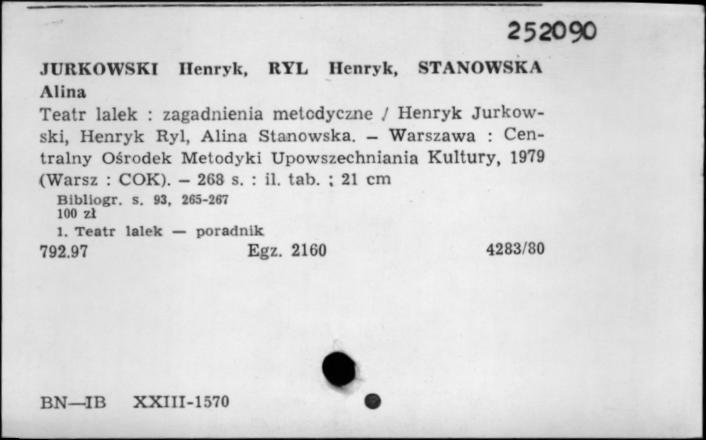 252090
JURKOWSKI Henryk, RYL Henryk, STANOWSKA
Alina
Teatr lalek : zagadnienia metodyczne / Henryk Jurkow-
ski, Henryk Ryl, Alina Stanowska. — Warszawa : Cen-
tralny Ośrodek Metodyki Upowszechniania Kultury, 1979
(Warsz : COK). — 268 s. : il. tab. ; 21 cm
Bibliogr. s. 93, 265-267
100 zł
1. Teatr lalek — poradnik
792.97 Egz. 2160 4283/80
BN—IB XXIII-1570